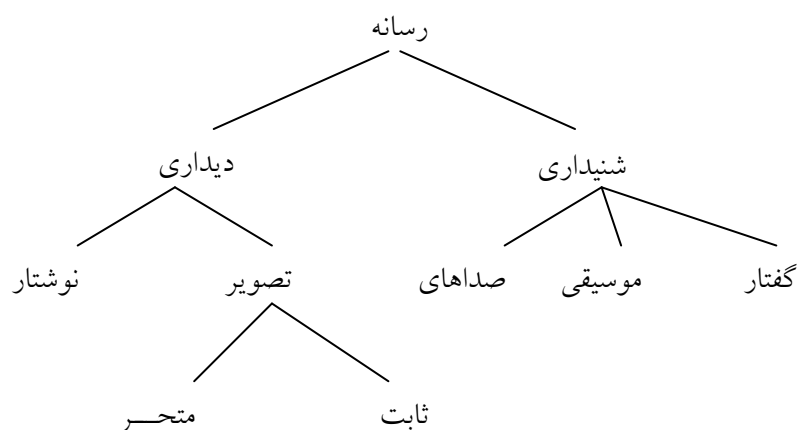 رسانه
شنیداری دیداری
گفتار موسیقی صداهای تصویر نوشتار
ثابت متحـــر